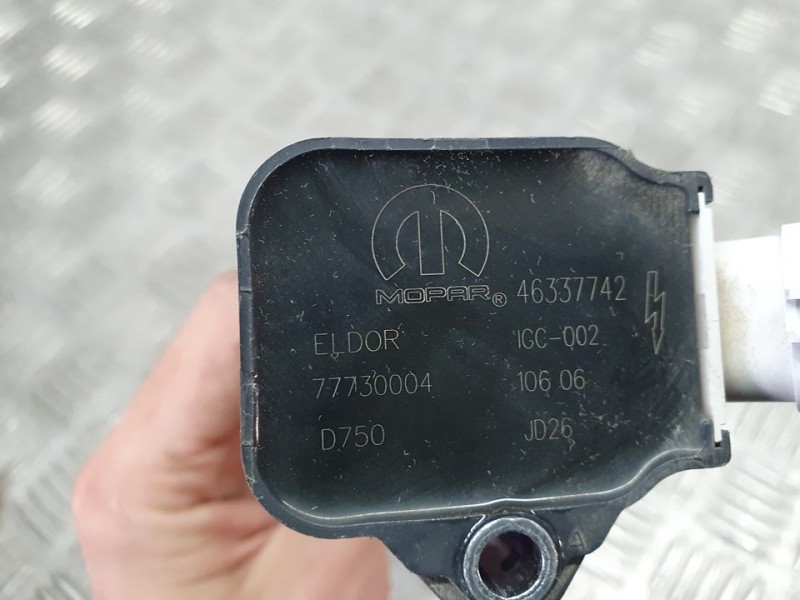 MOPAR® 46337742
ELDOR IGC-002
77730004 106 06
D750 JD26
A